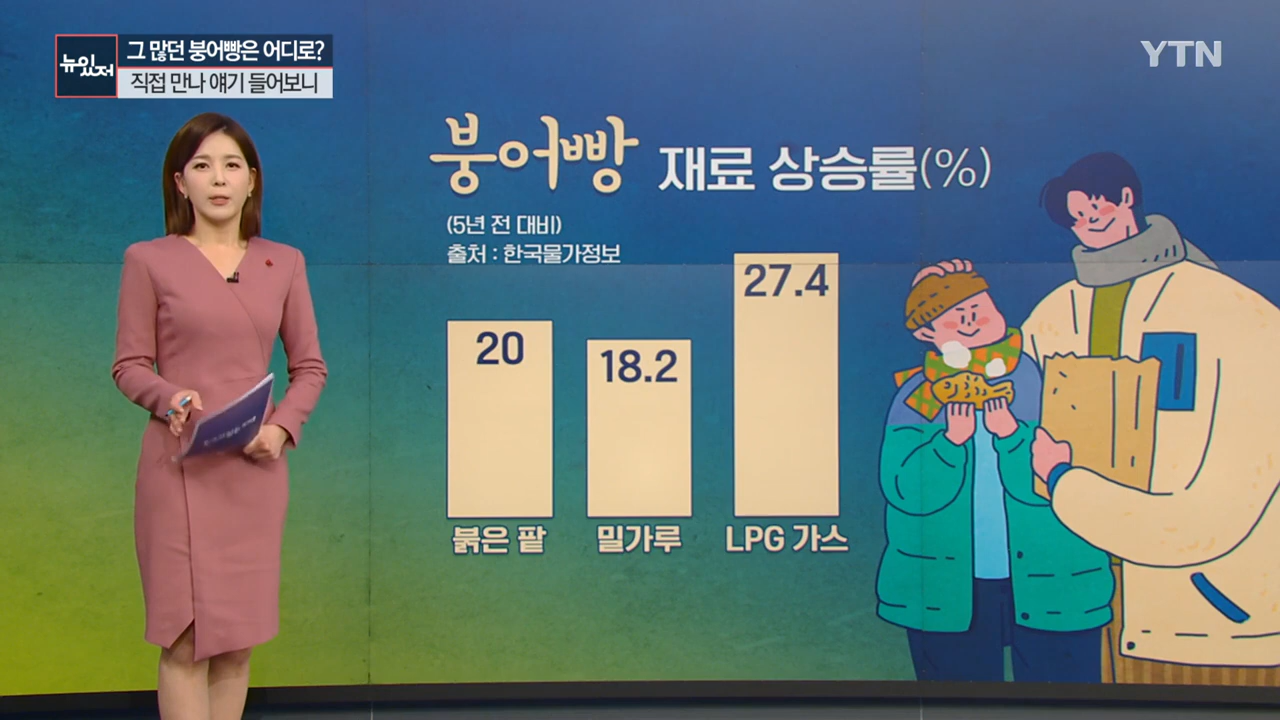 뉴있저
그 많던 붕어빵은 어디로?
직접 만나 얘기 들어보니
YTN
붕어빵 재료 상승률(%)
(5년 전 대비)
출처 : 한국물가정보
20
18.2
27.4
붉은 팥
밀가루
LPG 가스